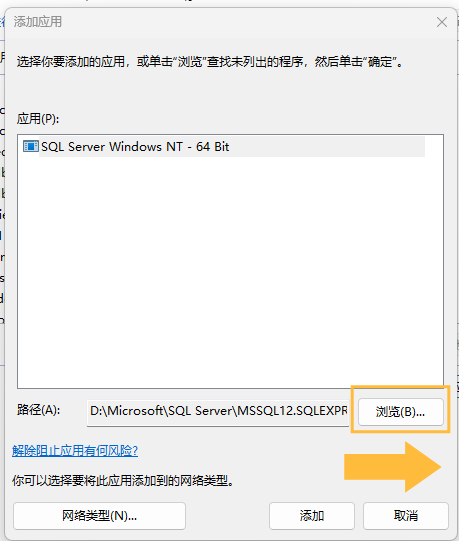 添加应用
选择你要添加的应用，或单击“浏览”查找未列出的程序，然后单击“确定”。
应用(P):
SQL Server Windows NT - 64 Bit
路径(A):
D:\Microsoft\SQL Server\MSSQL12.SQLEXPR
浏览(B)...
解除阻止应用有何风险?
你可以选择要将此应用添加到的网络类型。
网络类型(N)...
添加
取消